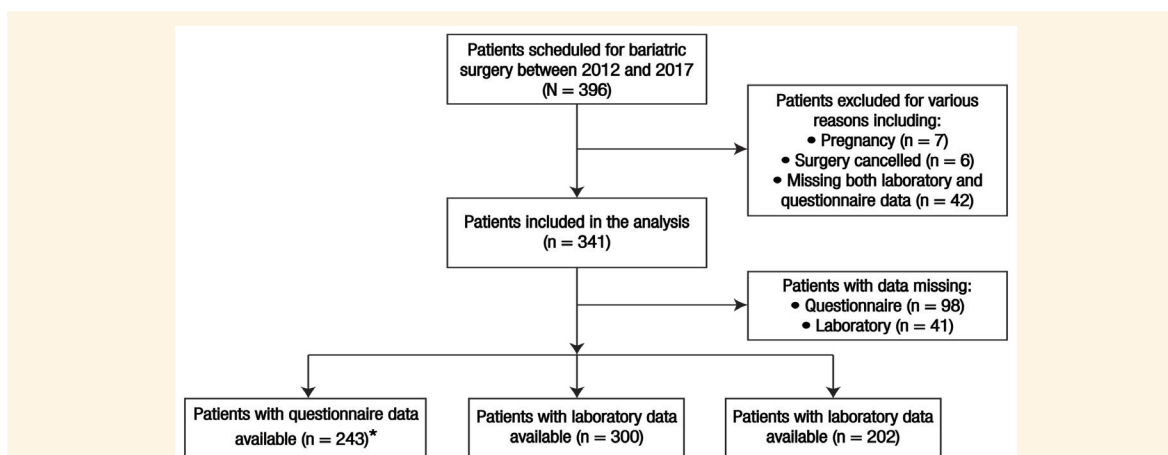 Patients scheduled for bariatric
surgery between 2012 and 2017
(N = 396)
Patients excluded for various
reasons including:
• Pregnancy (n = 7)
• Surgery cancelled (n = 6)
• Missing both laboratory and
questionnaire data (n = 42)
Patients included in the analysis
(n = 341)
Patients with data missing:
• Questionnaire (n = 98)
• Laboratory (n = 41)
Patients with questionnaire data
available (n = 243)*
Patients with laboratory data
available (n = 300)
Patients with laboratory data
available (n = 202)